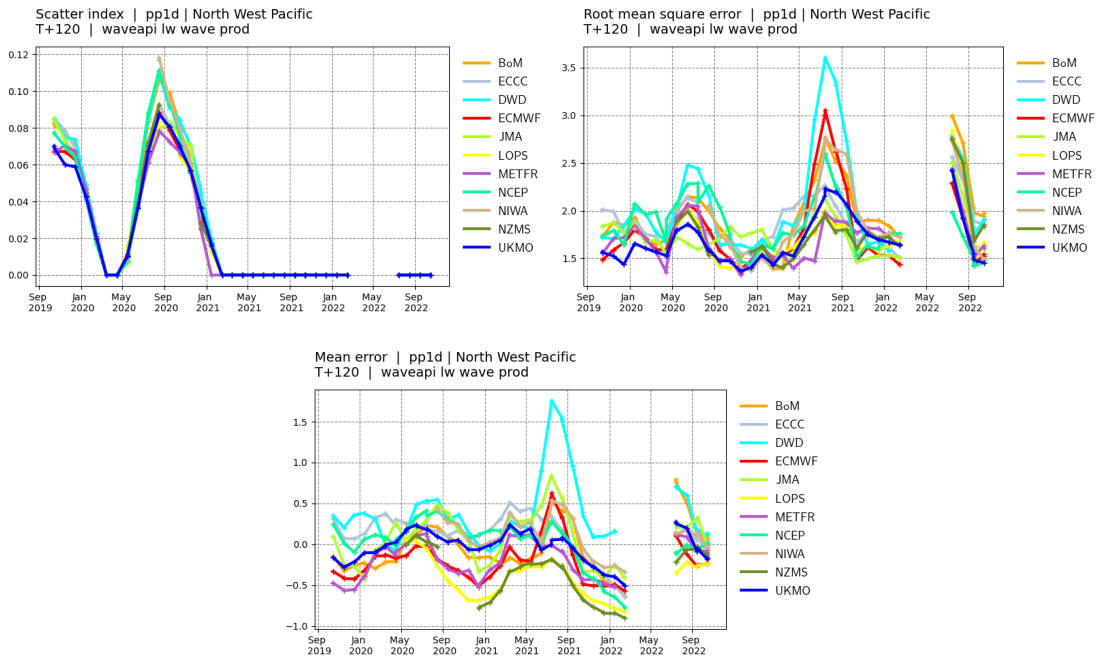 Scatter index | pp1d | North West Pacific
T+120 | waveapi lw wave prod
0.12
0.10
0.08
0.06
0.04
0.02
0.00
Sep 2019
Jan 2020
May 2020
Sep 2020
Jan 2021
May 2021
Sep 2021
Jan 2022
May 2022
Sep 2022
BoM
ECCC
DWD
ECMWF
JMA
LOPS
METFR
NCEP
NIWA
NZMS
UKMO
Root mean square error | pp1d | North West Pacific
T+120 | waveapi lw wave prod
3.5
3.0
2.5
2.0
1.5
Sep 2019
Jan 2020
May 2020
Sep 2020
Jan 2021
May 2021
Sep 2021
Jan 2022
May 2022
Sep 2022
BoM
ECCC
DWD
ECMWF
JMA
LOPS
METFR
NCEP
NIWA
NZMS
UKMO
Mean error | pp1d | North West Pacific
T+120 | waveapi lw wave prod
1.5
1.0
0.5
0.0
−0.5
−1.0
Sep 2019
Jan 2020
May 2020
Sep 2020
Jan 2021
May 2021
Sep 2021
Jan 2022
May 2022
Sep 2022
BoM
ECCC
DWD
ECMWF
JMA
LOPS
METFR
NCEP
NIWA
NZMS
UKMO